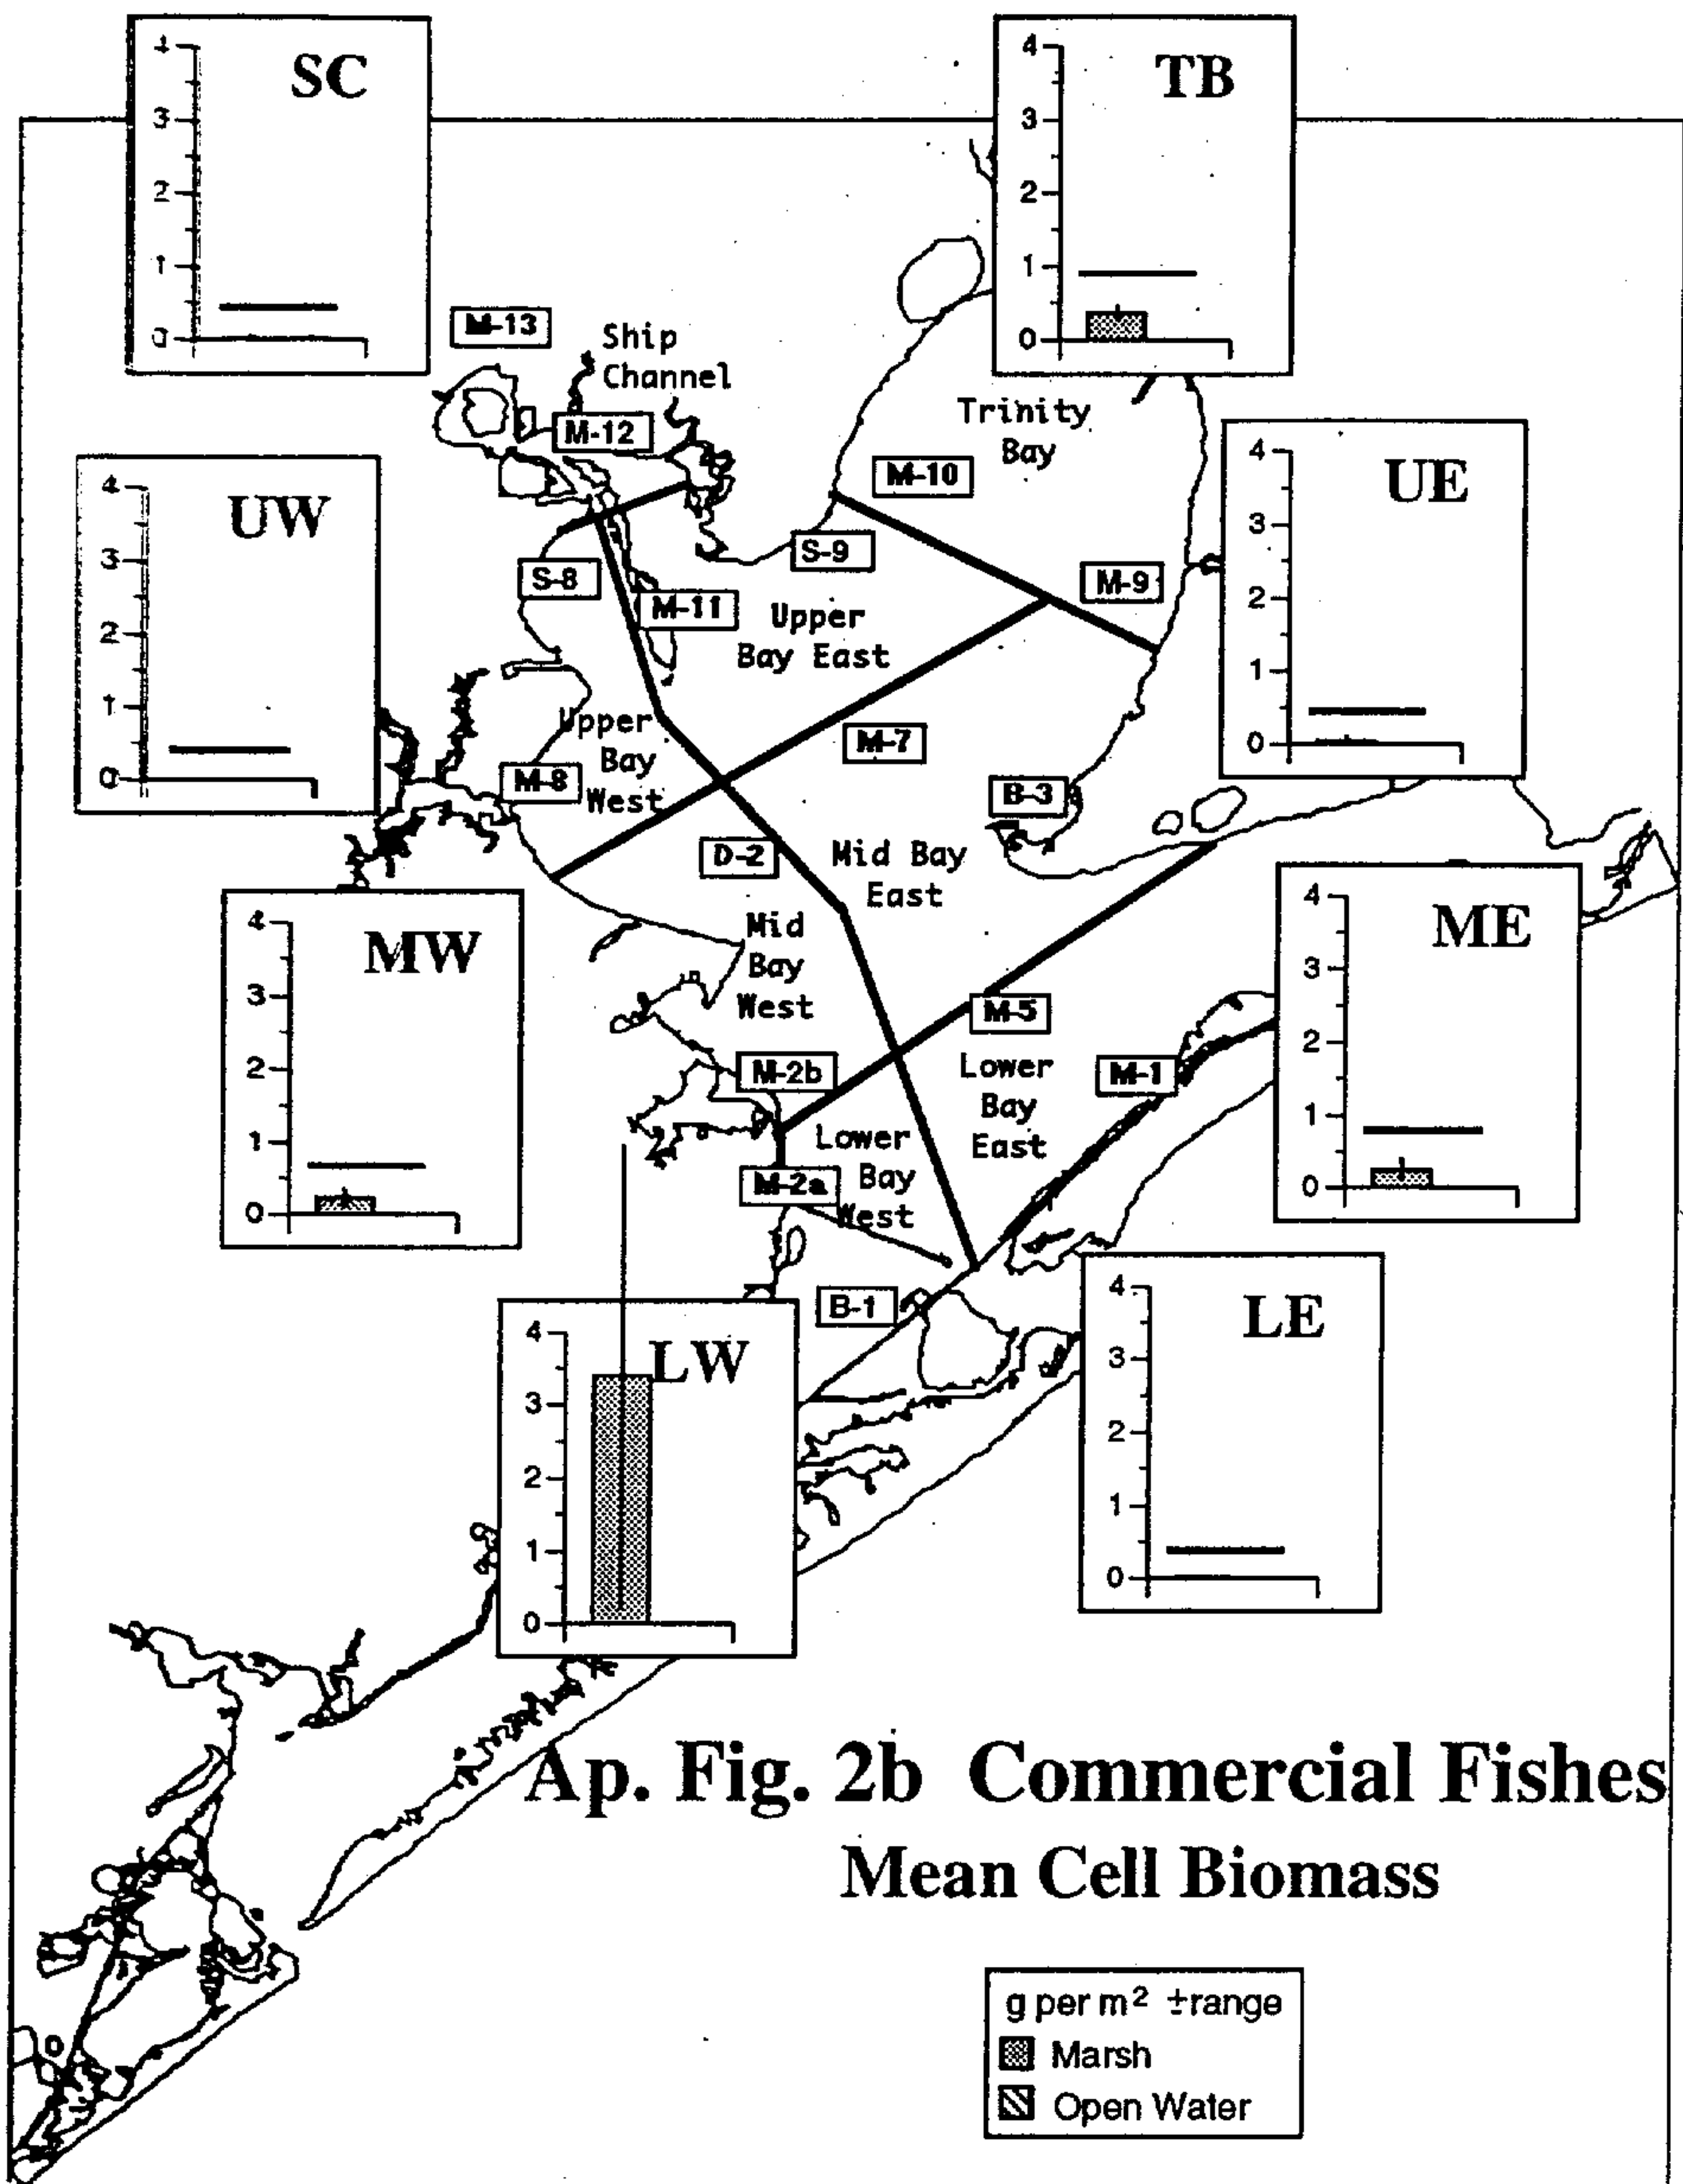 SC
4
3
2
1
0
TB
4
3
2
1
0
M-13
Ship
Channel
M-12
Trinity
Bay
M-10
UW
4
3
2
1
0
UE
4
3
2
1
0
S-9
S-8
M-9
M-11
Upper
Bay East
Upper
Bay
West
M-7
M-8
B-3
D-2
Mid Bay
East
MW
4
3
2
1
0
Mid
Bay
West
ME
4
3
2
1
0
M-5
M-2b
Lower
Bay
East
M-1
Lower
Bay
West
M-2a
B-1
LW
4
3
2
1
0
LE
4
3
2
1
0
Ap. Fig. 2b Commercial Fishes
Mean Cell Biomass
g per m² ±range
Marsh
Open Water